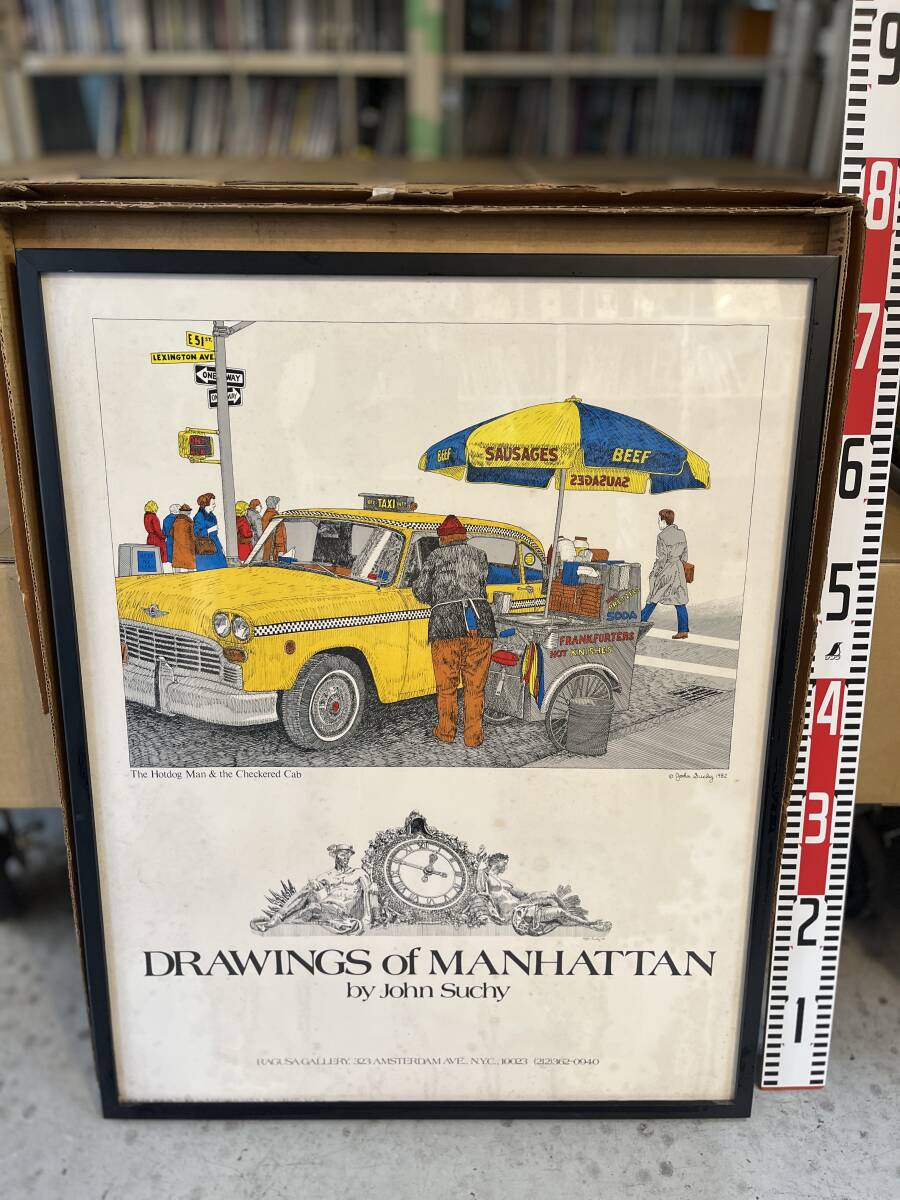 E 51 ST.
LEXINGTON AVE.
ONE WAY
ONE WAY
TAXI
BEEF
SAUSAGES
BEEF
SAUSAGES
SODA
FRANKFURTERS
HOT KNISHES
The Hotdog Man & the Checkered Cab
© John Suchy 1982
DRAWINGS of MANHATTAN
by John Suchy
RAGUSA GALLERY, 323 AMSTERDAM AVE., N.Y.C., 10023 (212)362-0940
9
8
7
6
5
4
3
2
1